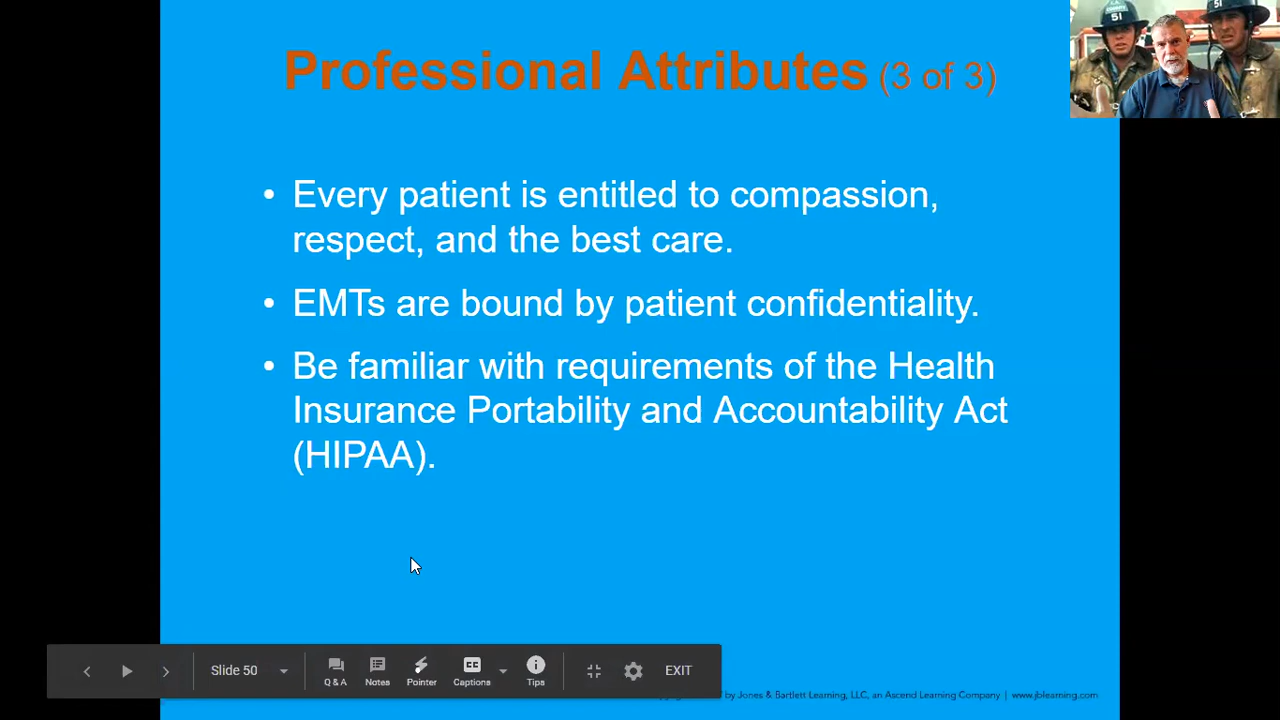 51
51
Professional Attributes (3 of 3)
• Every patient is entitled to compassion,
respect, and the best care.
• EMTs are bound by patient confidentiality.
• Be familiar with requirements of the Health
Insurance Portability and Accountability Act
(HIPAA).
Slide 50
Q & A
Notes
Pointer
CC
Captions
Tips
EXIT
by Jones & Bartlett Learning, LLC, an Ascend Learning Company | www.jblearning.com